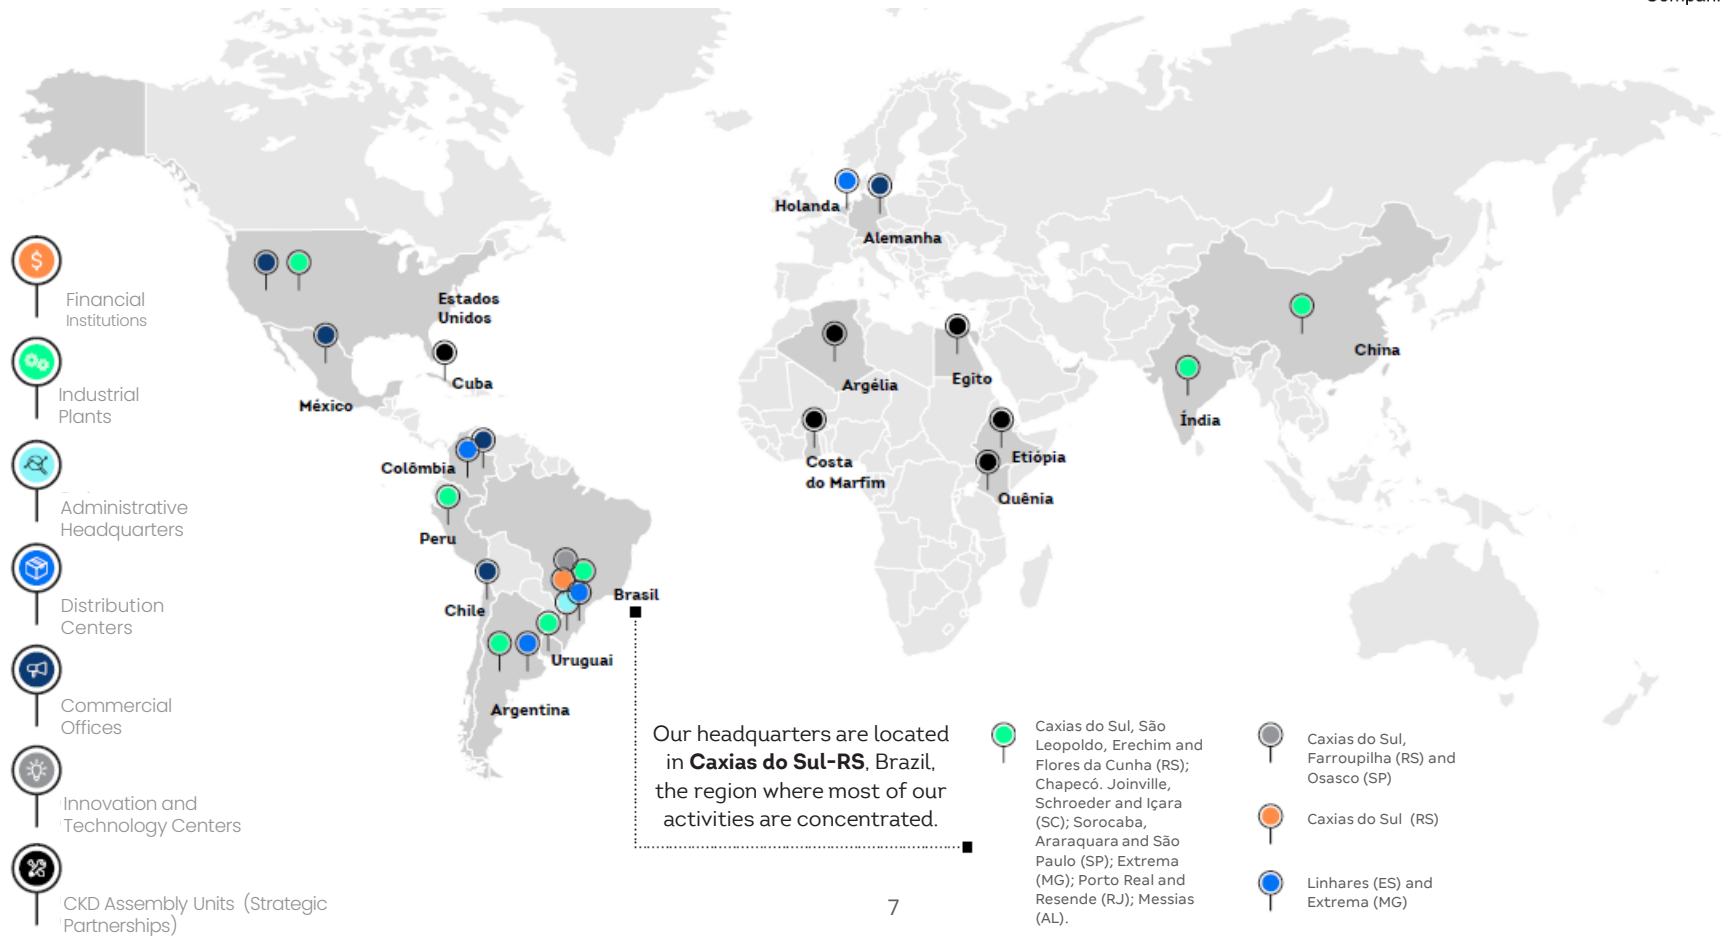 Holanda
Alemanha
Estados
Unidos
Cuba
México
Argélia
Egito
China
Índia
Costa
do Marfim
Etiópia
Quênia
Colômbia
Peru
Chile
Brasil
Uruguai
Argentina
$
Financial
Institutions
Industrial
Plants
Administrative
Headquarters
Distribution
Centers
Commercial
Offices
Innovation and
Technology Centers
CKD Assembly Units (Strategic
Partnerships)
Our headquarters are located
in Caxias do Sul-RS, Brazil,
the region where most of our
activities are concentrated.
Caxias do Sul, São
Leopoldo, Erechim and
Flores da Cunha (RS);
Chapecó. Joinville,
Schroeder and Içara
(SC); Sorocaba,
Araraquara and São
Paulo (SP); Extrema
(MG); Porto Real and
Resende (RJ); Messias
(AL).
Caxias do Sul,
Farroupilha (RS) and
Osasco (SP)
Caxias do Sul (RS)
Linhares (ES) and
Extrema (MG)
7